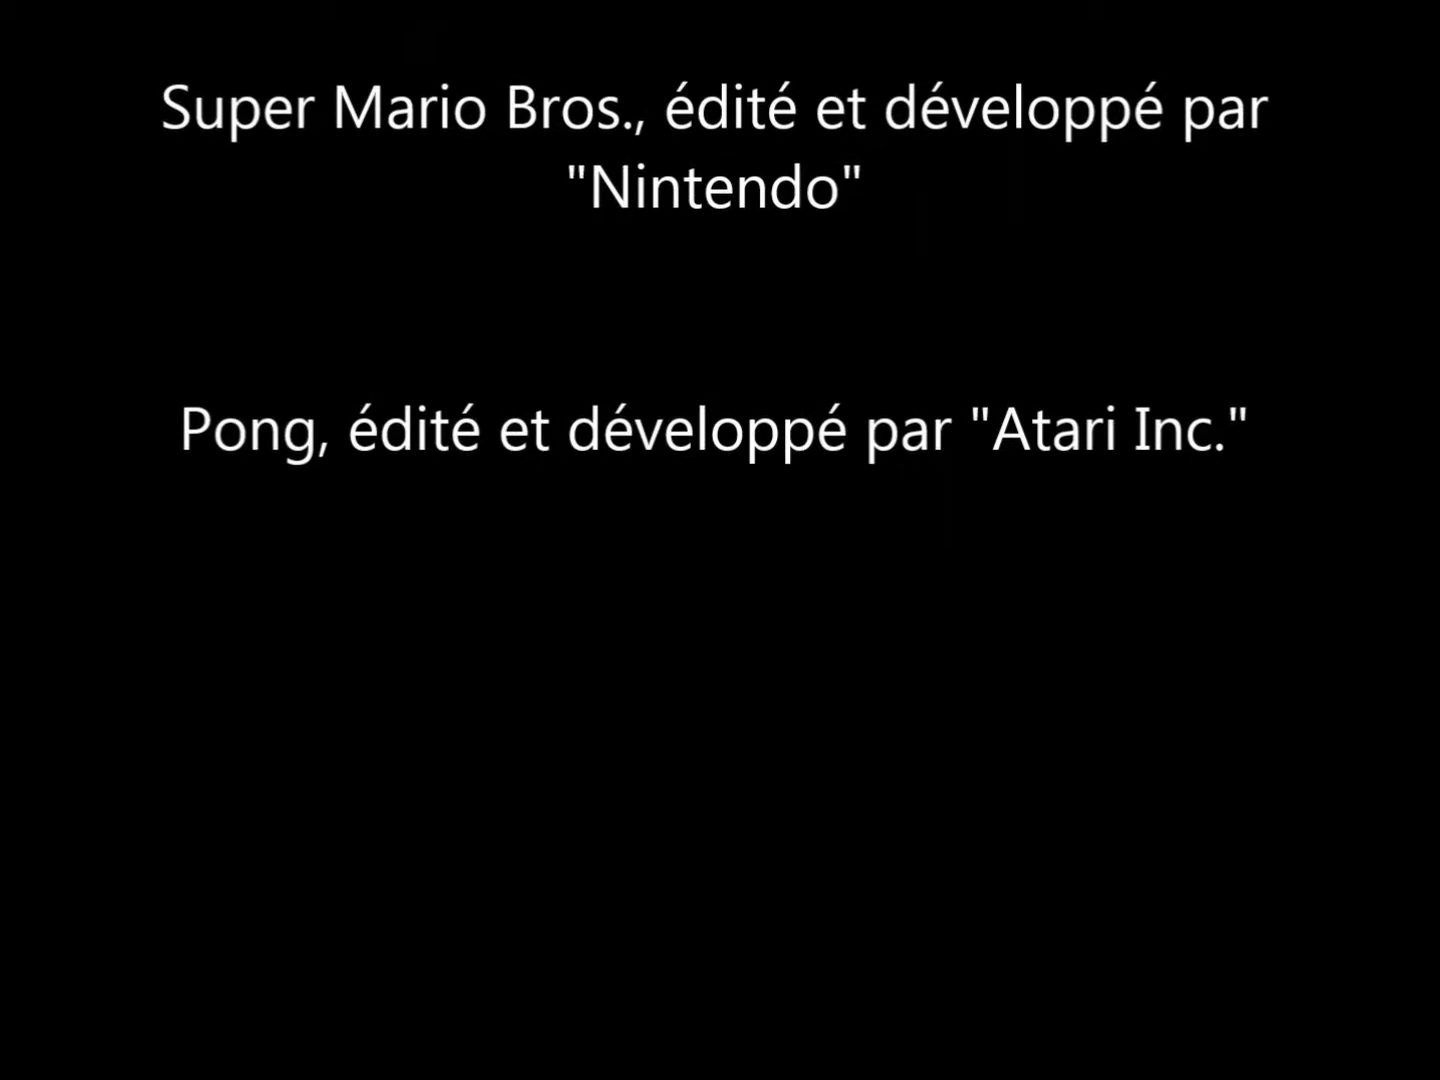 Super Mario Bros., édité et développé par
"Nintendo"
Pong, édité et développé par "Atari Inc."